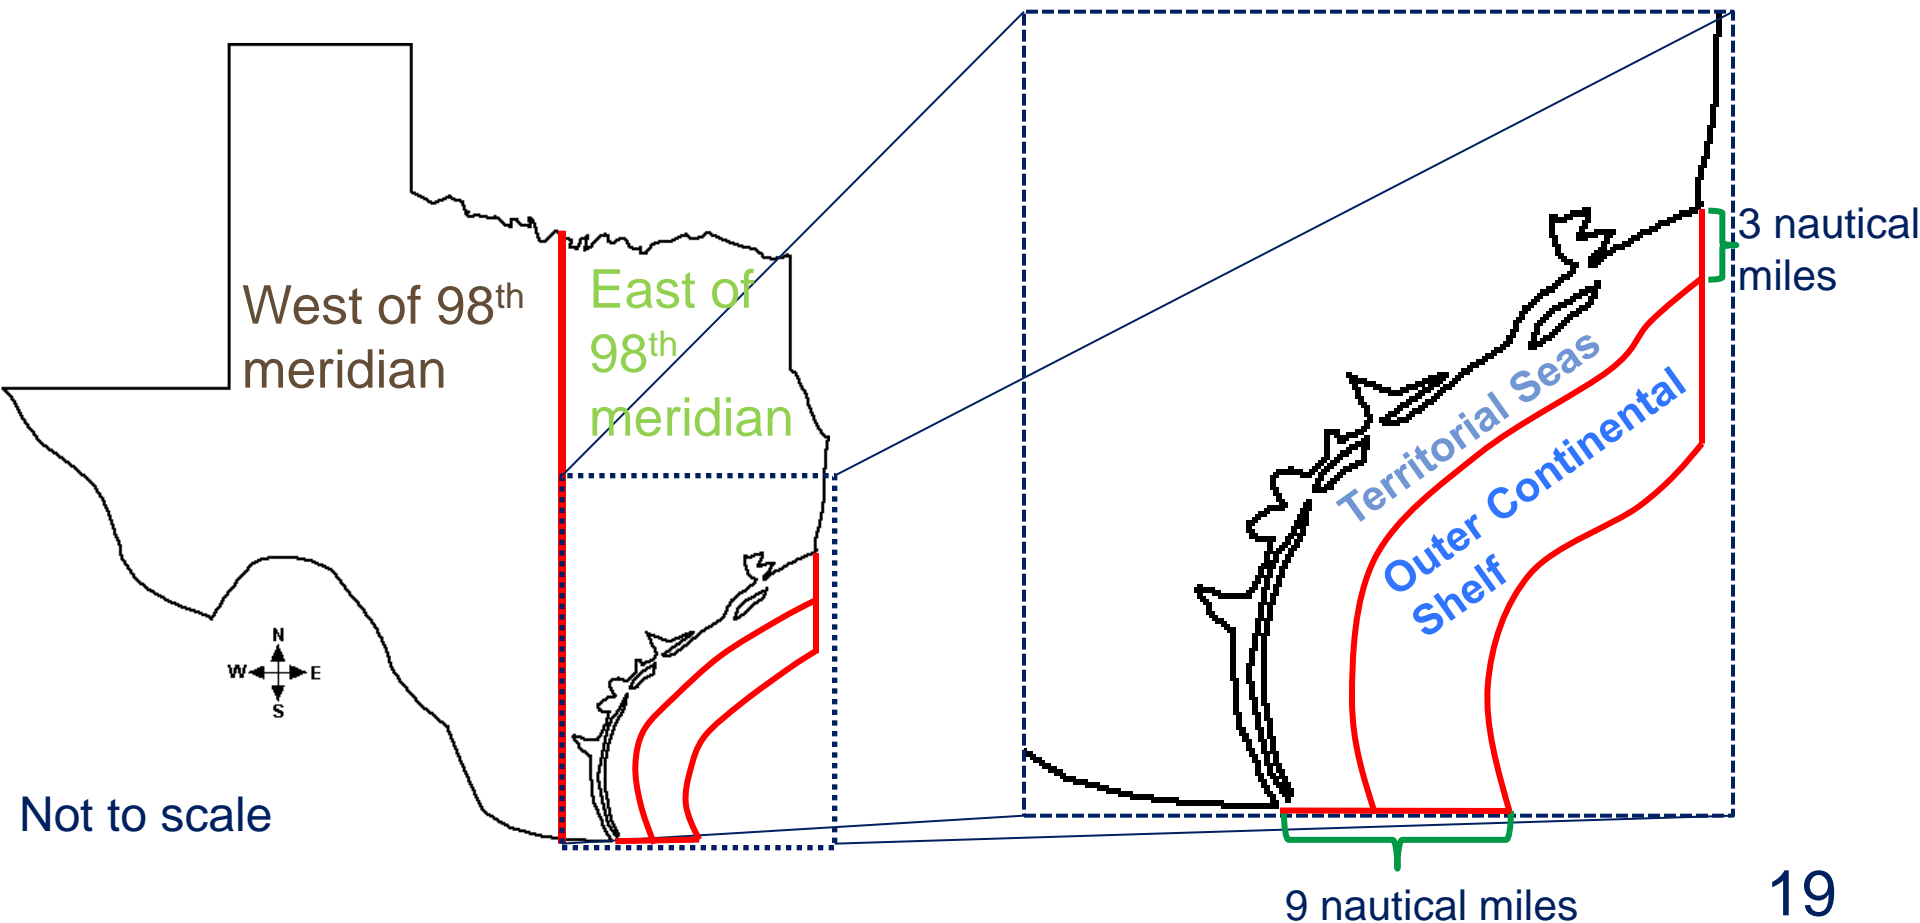 West of 98th
meridian
East of
98th
meridian
3 nautical
miles
Territorial Seas
Outer Continental
Shelf
N
W E
S
Not to scale
9 nautical miles
19